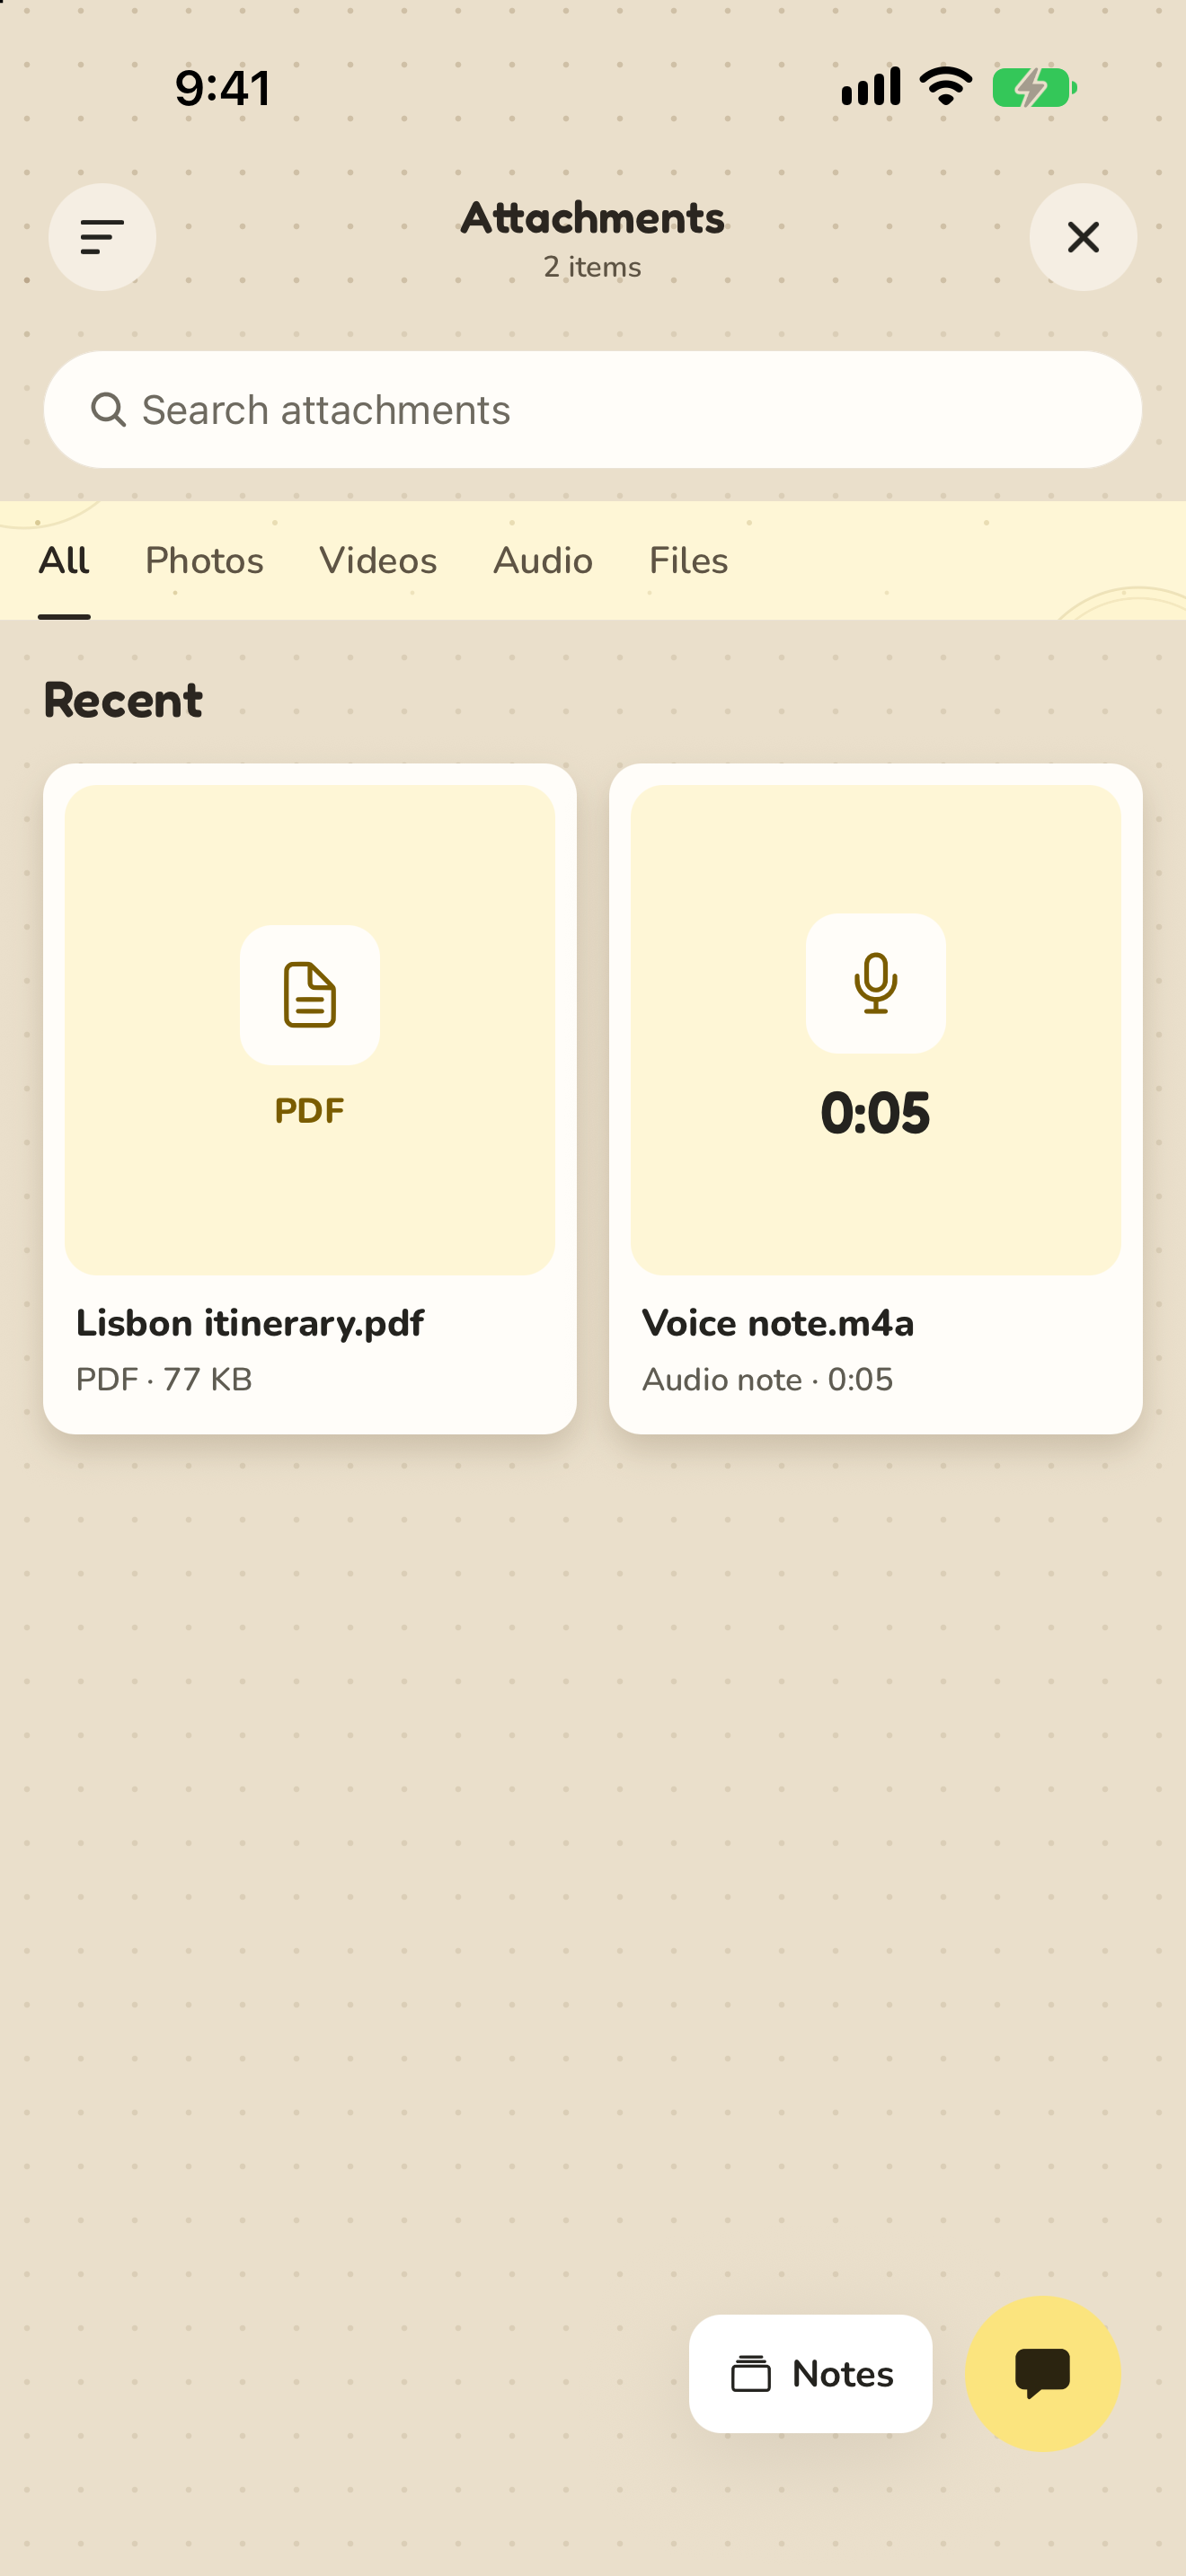 9:41
Attachments
2 items
Search attachments
All Photos Videos Audio Files
Recent
PDF
0:05
Lisbon itinerary.pdf
PDF · 77 KB
Voice note.m4a
Audio note · 0:05
Notes